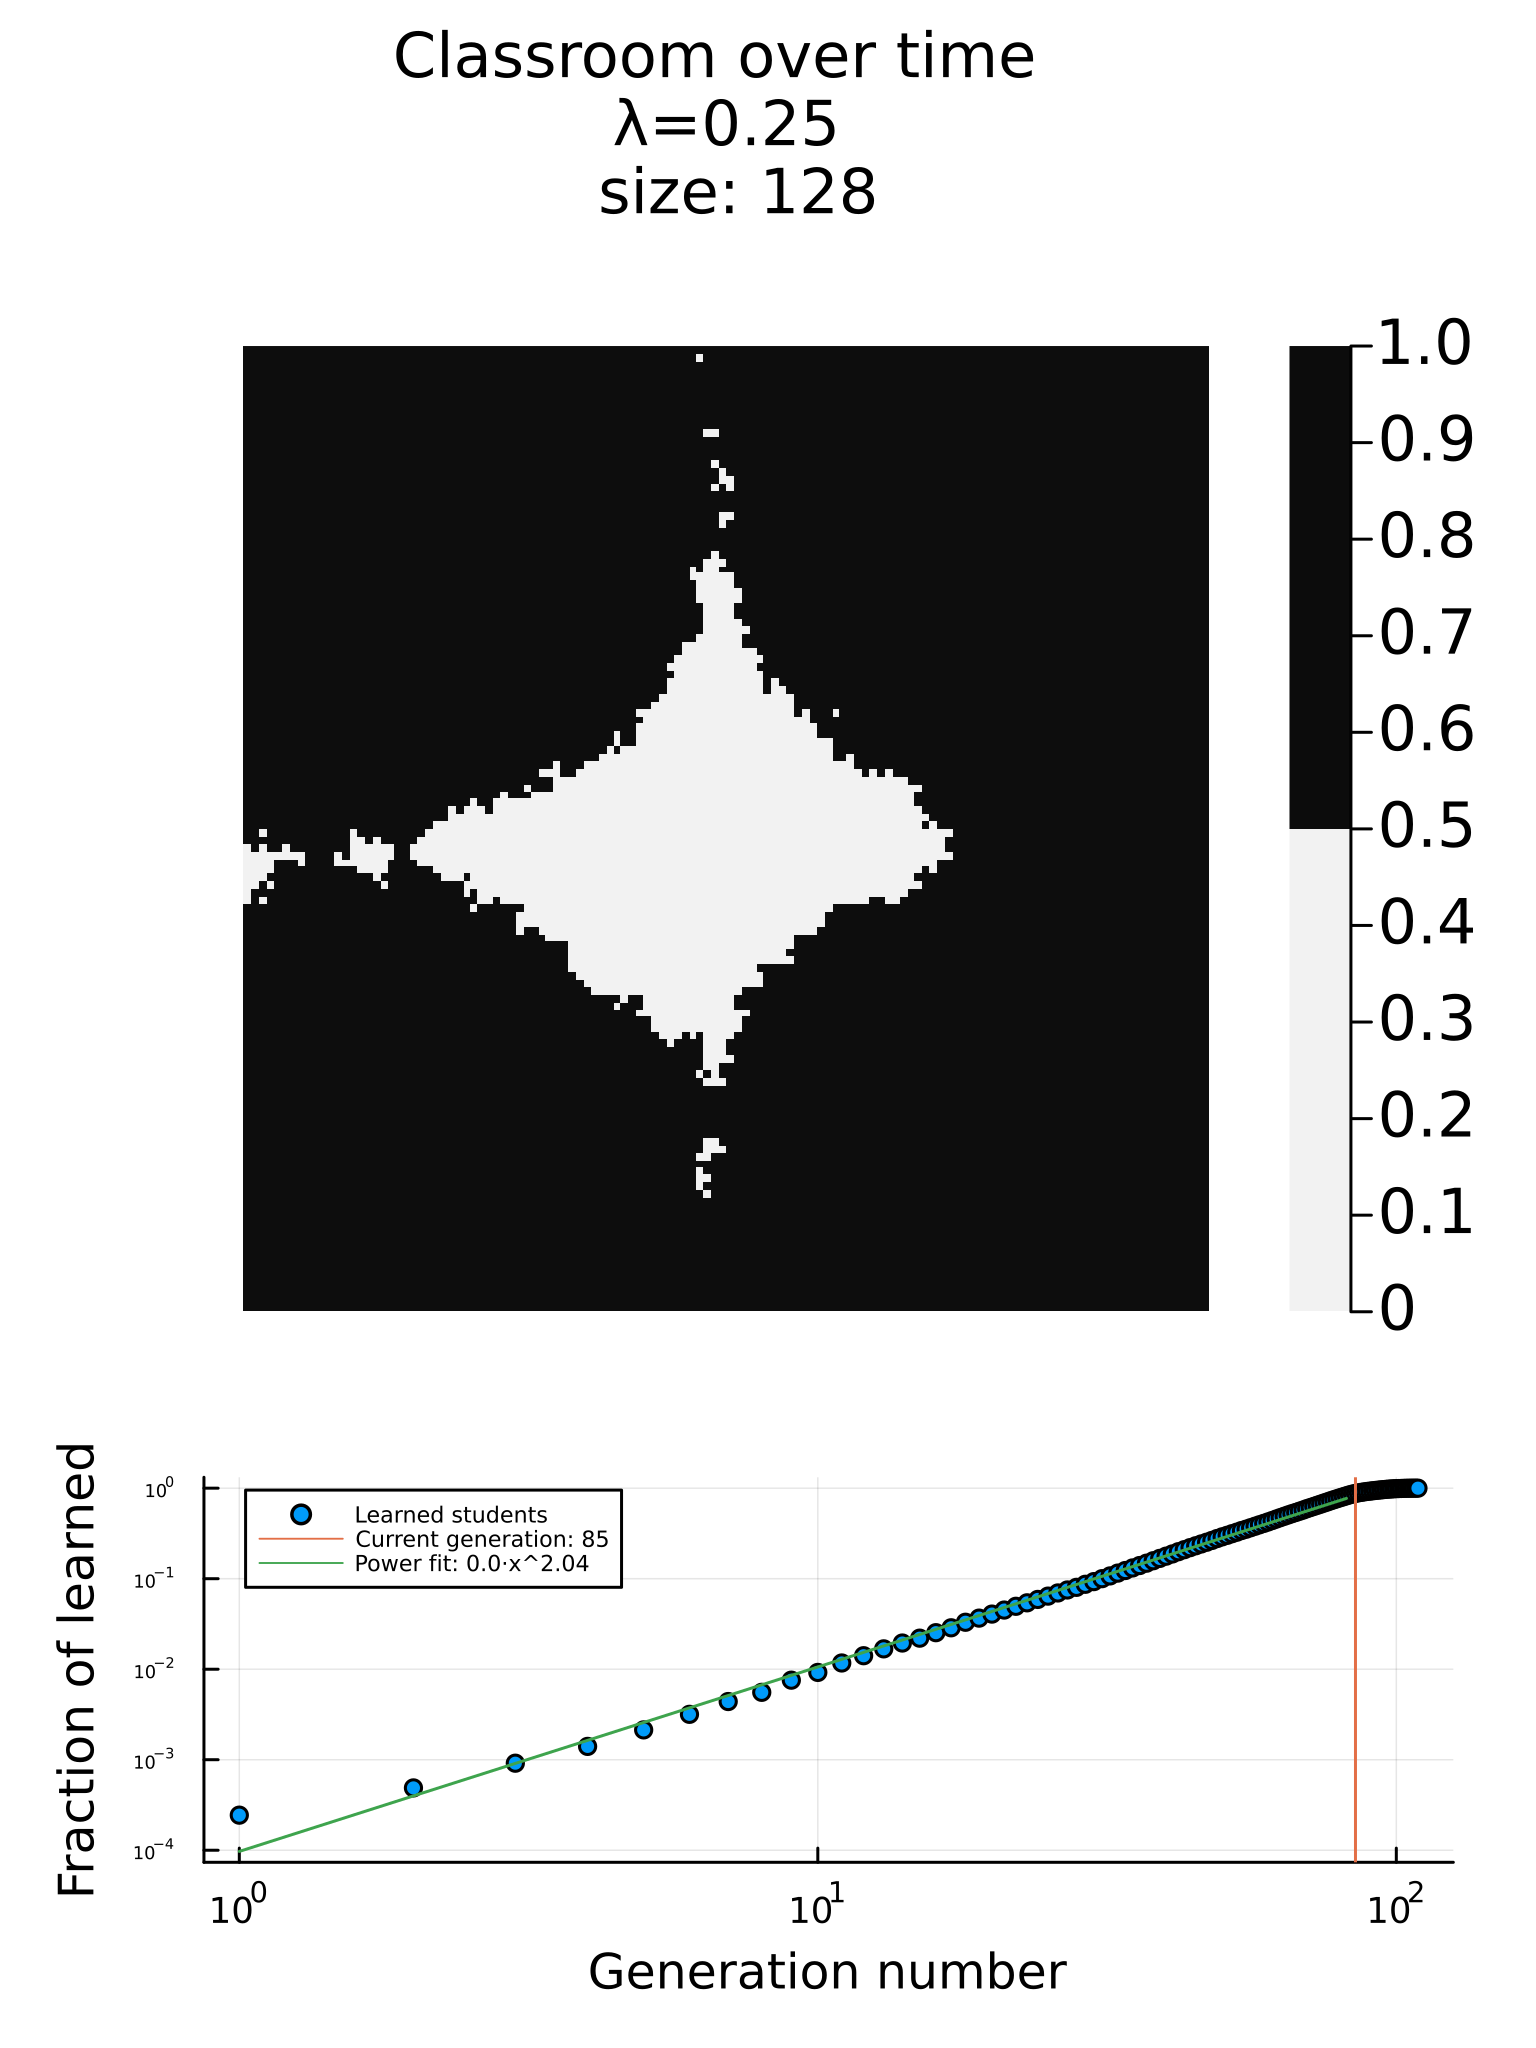 Classroom over time
λ=0.25
size: 128
1.0
0.9
0.8
0.7
0.6
0.5
0.4
0.3
0.2
0.1
0
Fraction of learned
10^0
10^-1
10^-2
10^-3
10^-4
Learned students
Current generation: 85
Power fit: 0.0·x^2.04
10^0 10^1 10^2
Generation number